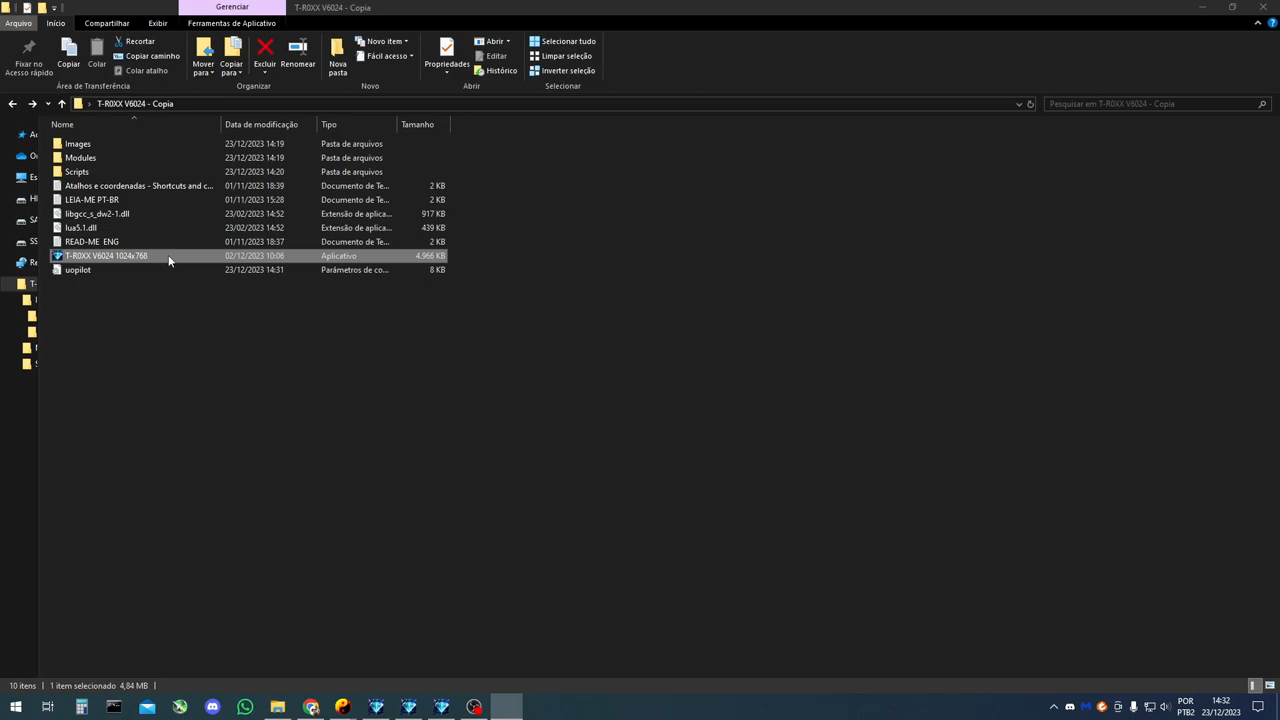 Gerenciar
T-R0XX V6024 - Copia
Arquivo
Início
Compartilhar
Exibir
Ferramentas de Aplicativo
Fixar no
Acesso rápido
Copiar
Colar
Recortar
Copiar caminho
Colar atalho
Área de Transferência
Mover
para
Copiar
para
Excluir
Renomear
Organizar
Nova
pasta
Novo item
Fácil acesso
Novo
Propriedades
Abrir
Editar
Histórico
Abrir
Selecionar tudo
Limpar seleção
Inverter seleção
Selecionar
T-R0XX V6024 - Copia
Pesquisar em T-R0XX V6024 - Copia
Nome
Data de modificação
Tipo
Tamanho
Images 23/12/2023 14:19 Pasta de arquivos
Modules 23/12/2023 14:19 Pasta de arquivos
Scripts 23/12/2023 14:20 Pasta de arquivos
Atalhos e coordenadas - Shortcuts and c... 01/11/2023 18:39 Documento de Te... 2 KB
LEIA-ME PT-BR 01/11/2023 15:28 Documento de Te... 2 KB
libgcc_s_dw2-1.dll 23/02/2023 14:52 Extensão de aplica... 917 KB
lua5.1.dll 23/02/2023 14:52 Extensão de aplica... 439 KB
READ-ME ENG 01/11/2023 18:37 Documento de Te... 2 KB
T-R0XX V6024 1024x768 02/12/2023 10:06 Aplicativo 4.966 KB
uopilot 23/12/2023 14:31 Parâmetros de co... 8 KB
10 itens
1 item selecionado 4,84 MB
POR
PTB2
14:32
23/12/2023